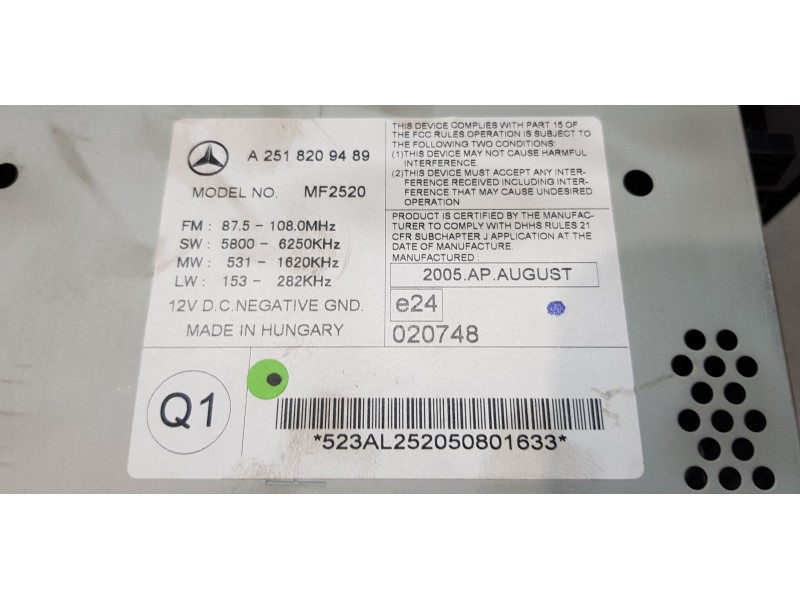 A 251 820 94 89
MODEL NO. MF2520
FM : 87.5 - 108.0MHz
SW : 5800 - 6250KHz
MW : 531 - 1620KHz
LW : 153 - 282KHz
12V D.C.NEGATIVE GND.
MADE IN HUNGARY
THIS DEVICE COMPLIES WITH PART 15 OF
THE FCC RULES.OPERATION IS SUBJECT TO
THE FOLLOWING TWO CONDITIONS:
(1)THIS DEVICE MAY NOT CAUSE HARMFUL
INTERFERENCE.
(2)THIS DEVICE MUST ACCEPT ANY INTER-
FERENCE RECEIVED INCLUDING INTER-
FERENCE THAT MAY CAUSE UNDESIRED
OPERATION
PRODUCT IS CERTIFIED BY THE MANUFAC-
TURER TO COMPLY WITH DHHS RULES 21
CFR SUBCHAPTER J APPLICATION AT THE
DATE OF MANUFACTURE.
MANUFACTURED :
2005.AP.AUGUST
e24
020748
Q1
*523AL252050801633*